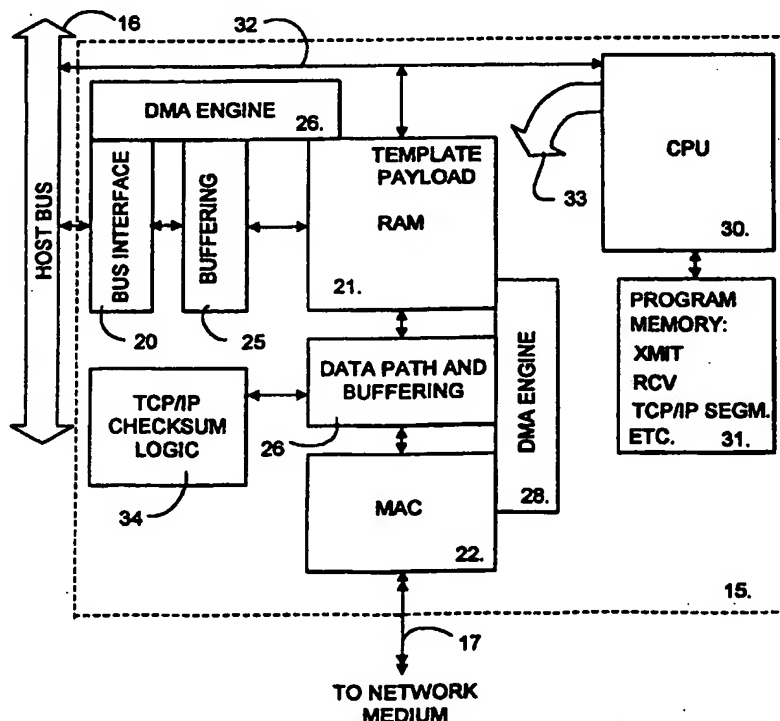 16
32
DMA ENGINE
26.
HOST BUS
BUS INTERFACE
BUFFERING
TEMPLATE
PAYLOAD
RAM
21.
CPU
30.
33
20
25
DATA PATH AND
BUFFERING
26
DMA ENGINE
28.
PROGRAM
MEMORY:
XMIT
RCV
TCP/IP SEGM.
ETC.
31.
TCP/IP
CHECKSUM
LOGIC
34
MAC
22.
15.
17
TO NETWORK
MEDIUM